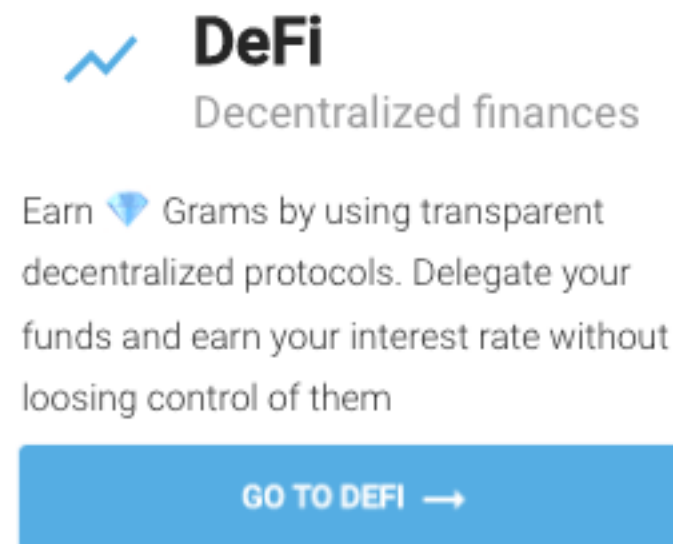 DeFi
Decentralized finances
Earn 💎 Grams by using transparent
decentralized protocols. Delegate your
funds and earn your interest rate without
loosing control of them
GO TO DEFI →